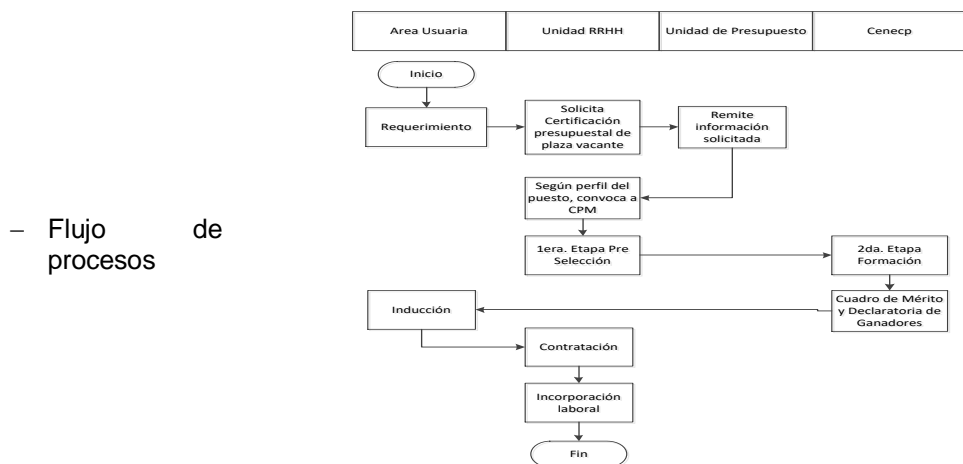 Area Usuaria
Unidad RRHH
Unidad de Presupuesto
Cenecp
Inicio
Requerimiento
Solicita
Certificación
presupuestal de
plaza vacante
Remite
información
solicitada
Según perfil del
puesto, convoca a
CPM
1era. Etapa Pre
Selección
2da. Etapa
Formación
– Flujo de
procesos
Cuadro de Mérito
y Declaratoria de
Ganadores
Inducción
Contratación
Incorporación
laboral
Fin